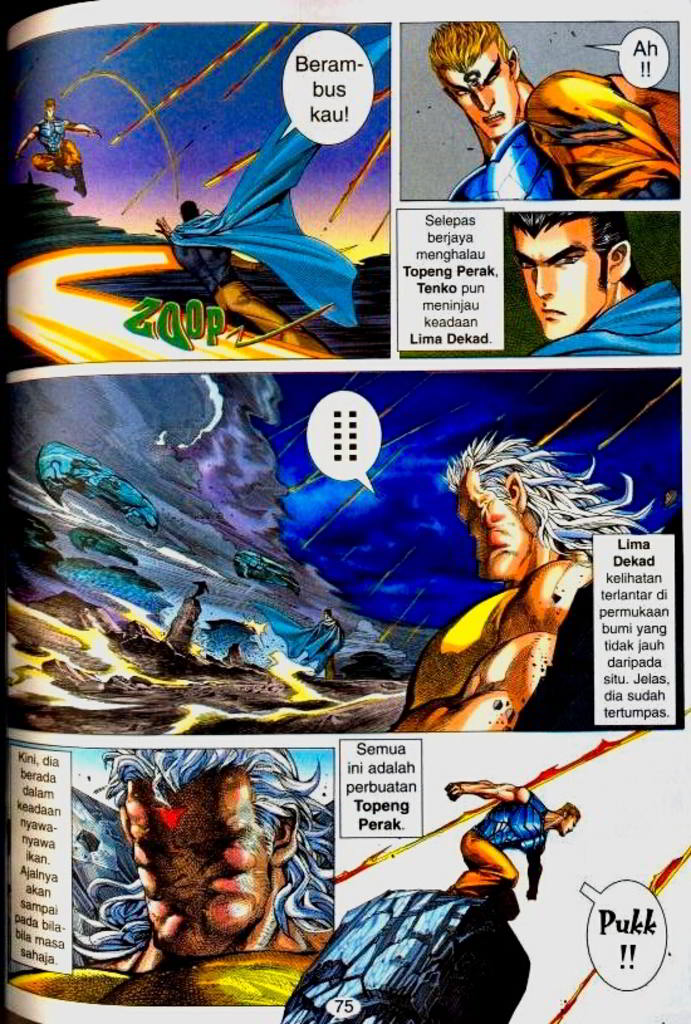 Beram-
bus
kau!
ZOOP
Ah
!!
Selepas
berjaya
menghalau
Topeng Perak,
Tenko pun
meninjau
keadaan
Lima Dekad.
Lima
Dekad
kelihatan
terlantar di
permukaan
bumi yang
tidak jauh
daripada
situ. Jelas,
dia sudah
tertumpas.
Kini, dia
berada
dalam
keadaan
nyawa-
nyawa
ikan.
Ajalnya
akan
sampai
pada bila-
bila masa
sahaja.
Semua
ini adalah
perbuatan
Topeng
Perak.
Pukk
!!
75